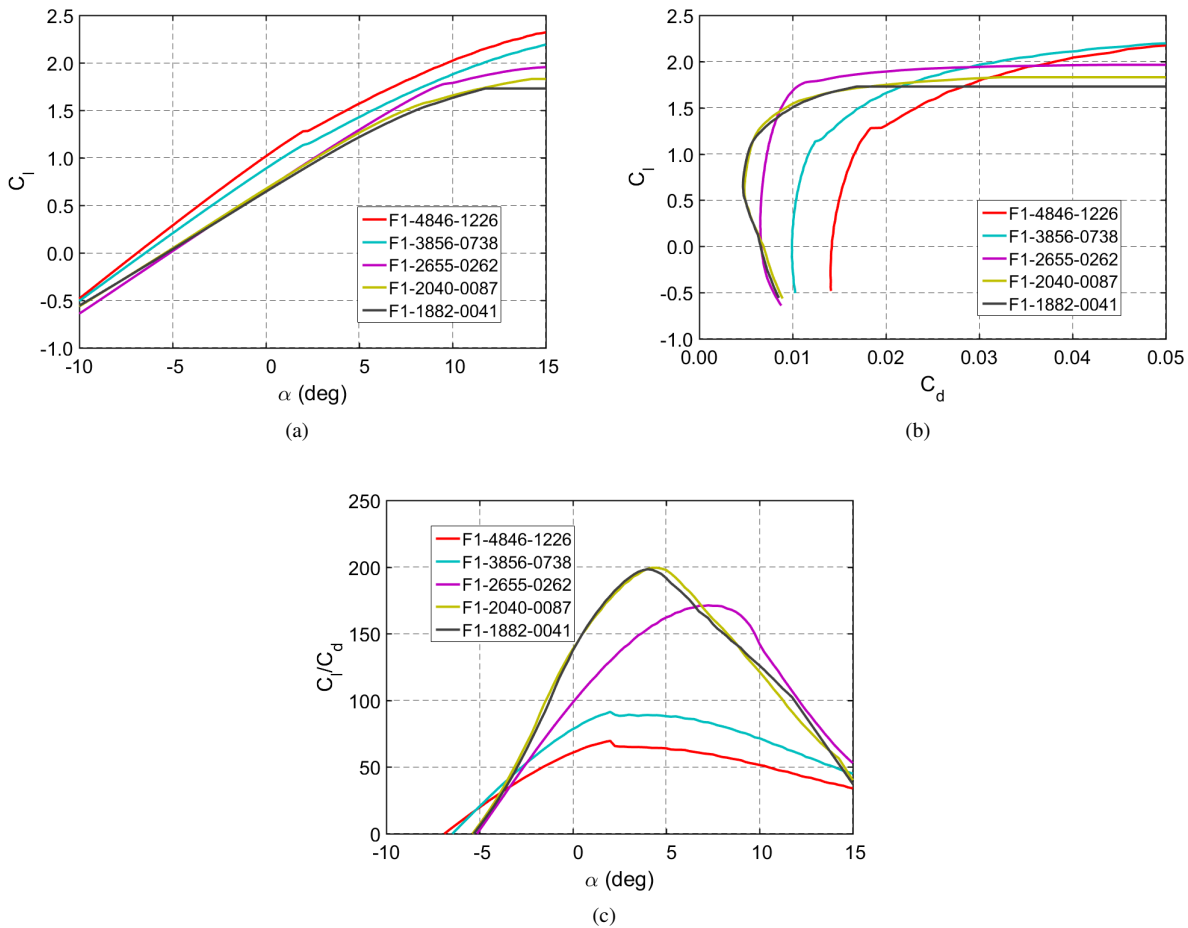 2.5
2.0
1.5
1.0
0.5
0.0
-0.5
-1.0
-10
-5
0
5
10
15
C_l
α (deg)
F1-4846-1226
F1-3856-0738
F1-2655-0262
F1-2040-0087
F1-1882-0041
(a)
2.5
2.0
1.5
1.0
0.5
0.0
-0.5
-1.0
0.00
0.01
0.02
0.03
0.04
0.05
C_l
C_d
F1-4846-1226
F1-3856-0738
F1-2655-0262
F1-2040-0087
F1-1882-0041
(b)
250
200
150
100
50
0
-10
-5
0
5
10
15
C_l/C_d
α (deg)
F1-4846-1226
F1-3856-0738
F1-2655-0262
F1-2040-0087
F1-1882-0041
(c)